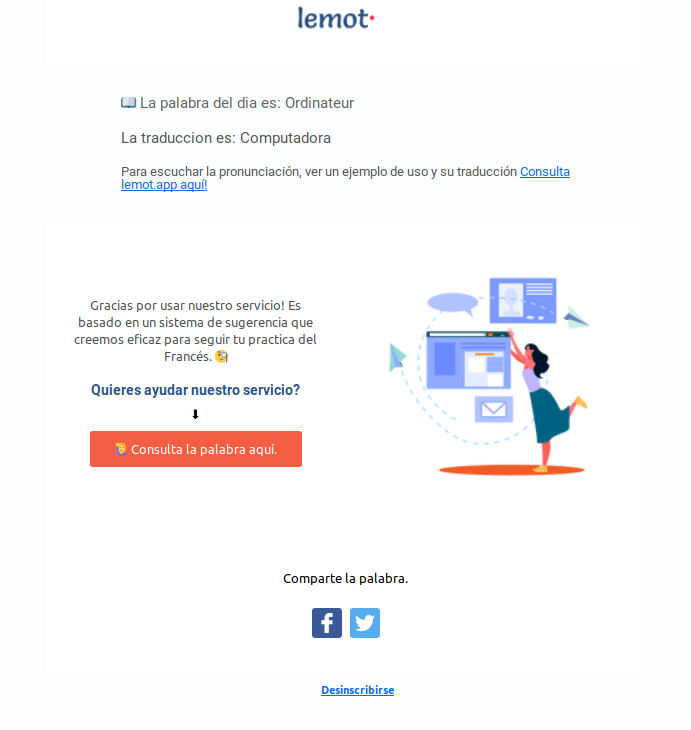 lemot
📖 La palabra del dia es: Ordinateur
La traduccion es: Computadora
Para escuchar la pronunciación, ver un ejemplo de uso y su traducción Consulta
lemot.app aquí!
Gracias por usar nuestro servicio! Es
basado en un sistema de sugerencia que
creemos eficaz para seguir tu practica del
Francés. 🧐
Quieres ayudar nuestro servicio?
⬇
🙋 Consulta la palabra aquí.
Comparte la palabra.
Desinscribirse